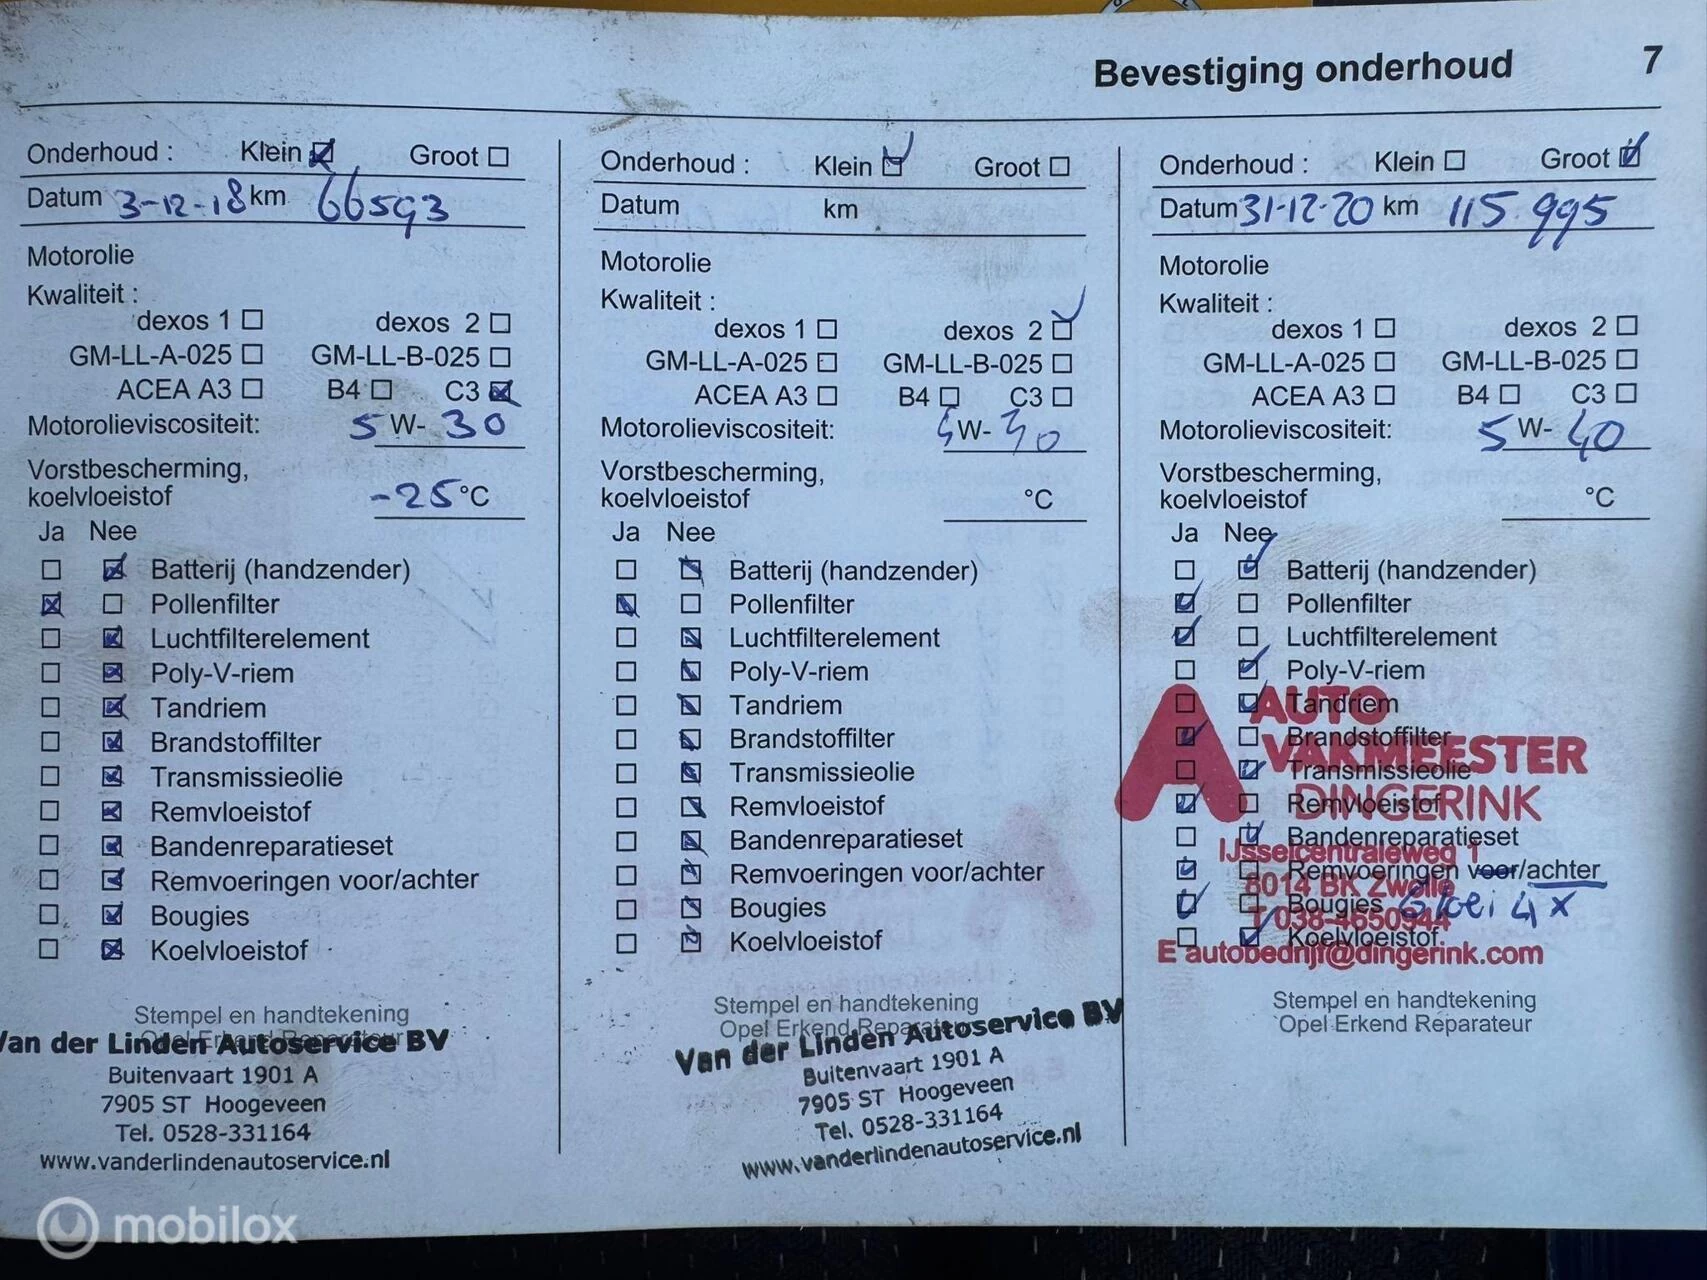 Bevestiging onderhoud 7
Onderhoud : Klein Groot
Datum 3-12-18 km 66593
Motorolie
Kwaliteit :
dexos 1 dexos 2
GM-LL-A-025 GM-LL-B-025
ACEA A3 B4 C3
Motorolieviscositeit: 5 W- 30
Vorstbescherming,
koelvloeistof -25 °C
Ja Nee
Batterij (handzender)
Pollenfilter
Luchtfilterelement
Poly-V-riem
Tandriem
Brandstoffilter
Transmissieolie
Remvloeistof
Bandenreparatieset
Remvoeringen voor/achter
Bougies
Koelvloeistof
Stempel en handtekening
Opel Erkend Reparateur
Van der Linden Autoservice BV
Buitenvaart 1901 A
7905 ST Hoogeveen
Tel. 0528-331164
www.vanderlindenautoservice.nl
Onderhoud : Klein Groot
Datum km
Motorolie
Kwaliteit :
dexos 1 dexos 2
GM-LL-A-025 GM-LL-B-025
ACEA A3 B4 C3
Motorolieviscositeit: W- 30
Vorstbescherming,
koelvloeistof °C
Ja Nee
Batterij (handzender)
Pollenfilter
Luchtfilterelement
Poly-V-riem
Tandriem
Brandstoffilter
Transmissieolie
Remvloeistof
Bandenreparatieset
Remvoeringen voor/achter
Bougies
Koelvloeistof
Stempel en handtekening
Opel Erkend Reparateur
Van der Linden Autoservice BV
Buitenvaart 1901 A
7905 ST Hoogeveen
Tel. 0528-331164
www.vanderlindenautoservice.nl
Onderhoud : Klein Groot
Datum 31-12-20 km 115 995
Motorolie
Kwaliteit :
dexos 1 dexos 2
GM-LL-A-025 GM-LL-B-025
ACEA A3 B4 C3
Motorolieviscositeit: 5 W- 40
Vorstbescherming,
koelvloeistof °C
Ja Nee
Batterij (handzender)
Pollenfilter
Luchtfilterelement
Poly-V-riem
Tandriem
Brandstoffilter
Transmissieolie
Remvloeistof
Bandenreparatieset
Remvoeringen voor/achter
Bougies Gloei 4x
Koelvloeistof
AUTO
VAKMEESTER
DINGERINK
IJsselcentraleweg 1
8014 BK Zwolle
T 038-4650944
E autobedrijf@dingerink.com
Stempel en handtekening
Opel Erkend Reparateur
mobilox